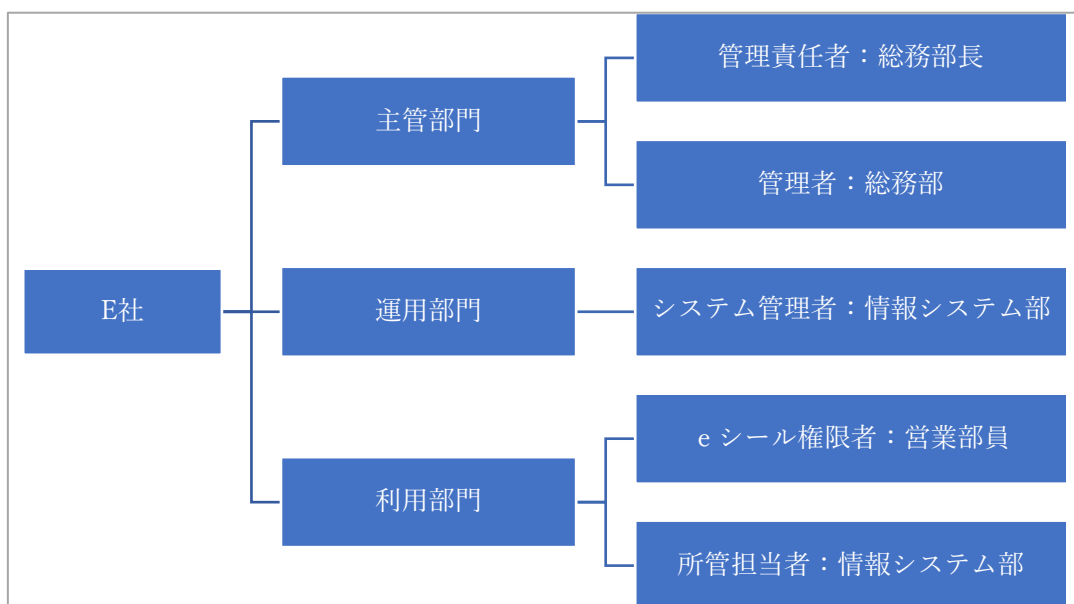 E社
主管部門
管理責任者：総務部長
管理者：総務部
運用部門
システム管理者：情報システム部
利用部門
e シール権限者：営業部員
所管担当者：情報システム部